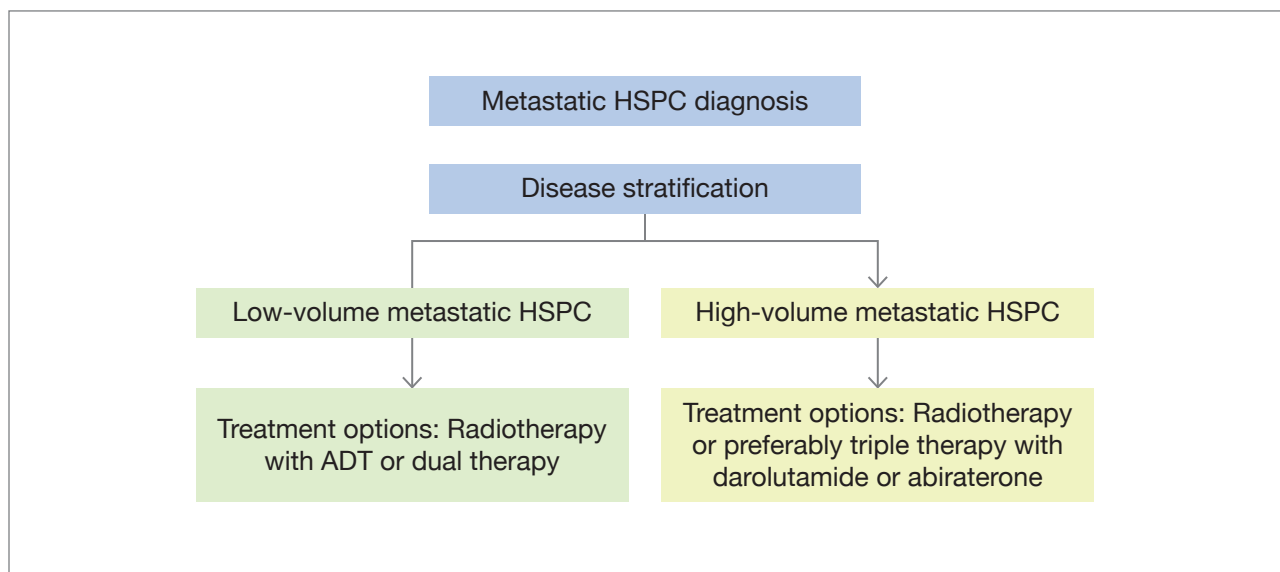 Metastatic HSPC diagnosis
Disease stratification
Low-volume metastatic HSPC
High-volume metastatic HSPC
Treatment options: Radiotherapy
with ADT or dual therapy
Treatment options: Radiotherapy
or preferably triple therapy with
darolutamide or abiraterone